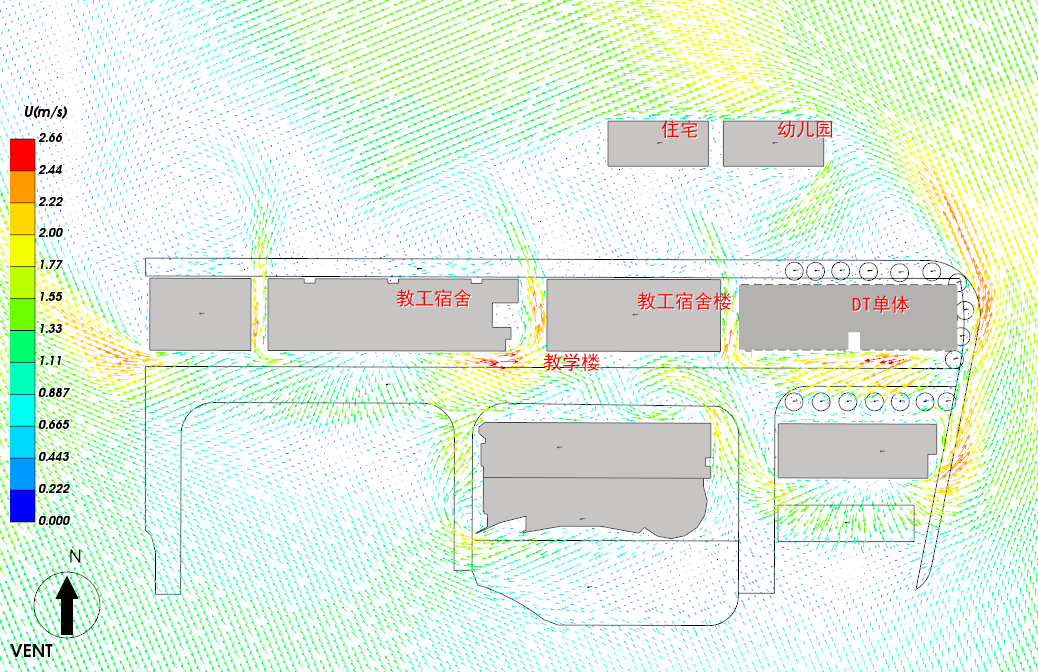 U(m/s)
2.66
2.44
2.22
2.00
1.77
1.55
1.33
1.11
0.887
0.665
0.443
0.222
0.000
住宅
幼儿园
教工宿舍
教工宿舍楼
DT单体
教学楼
N
VENT